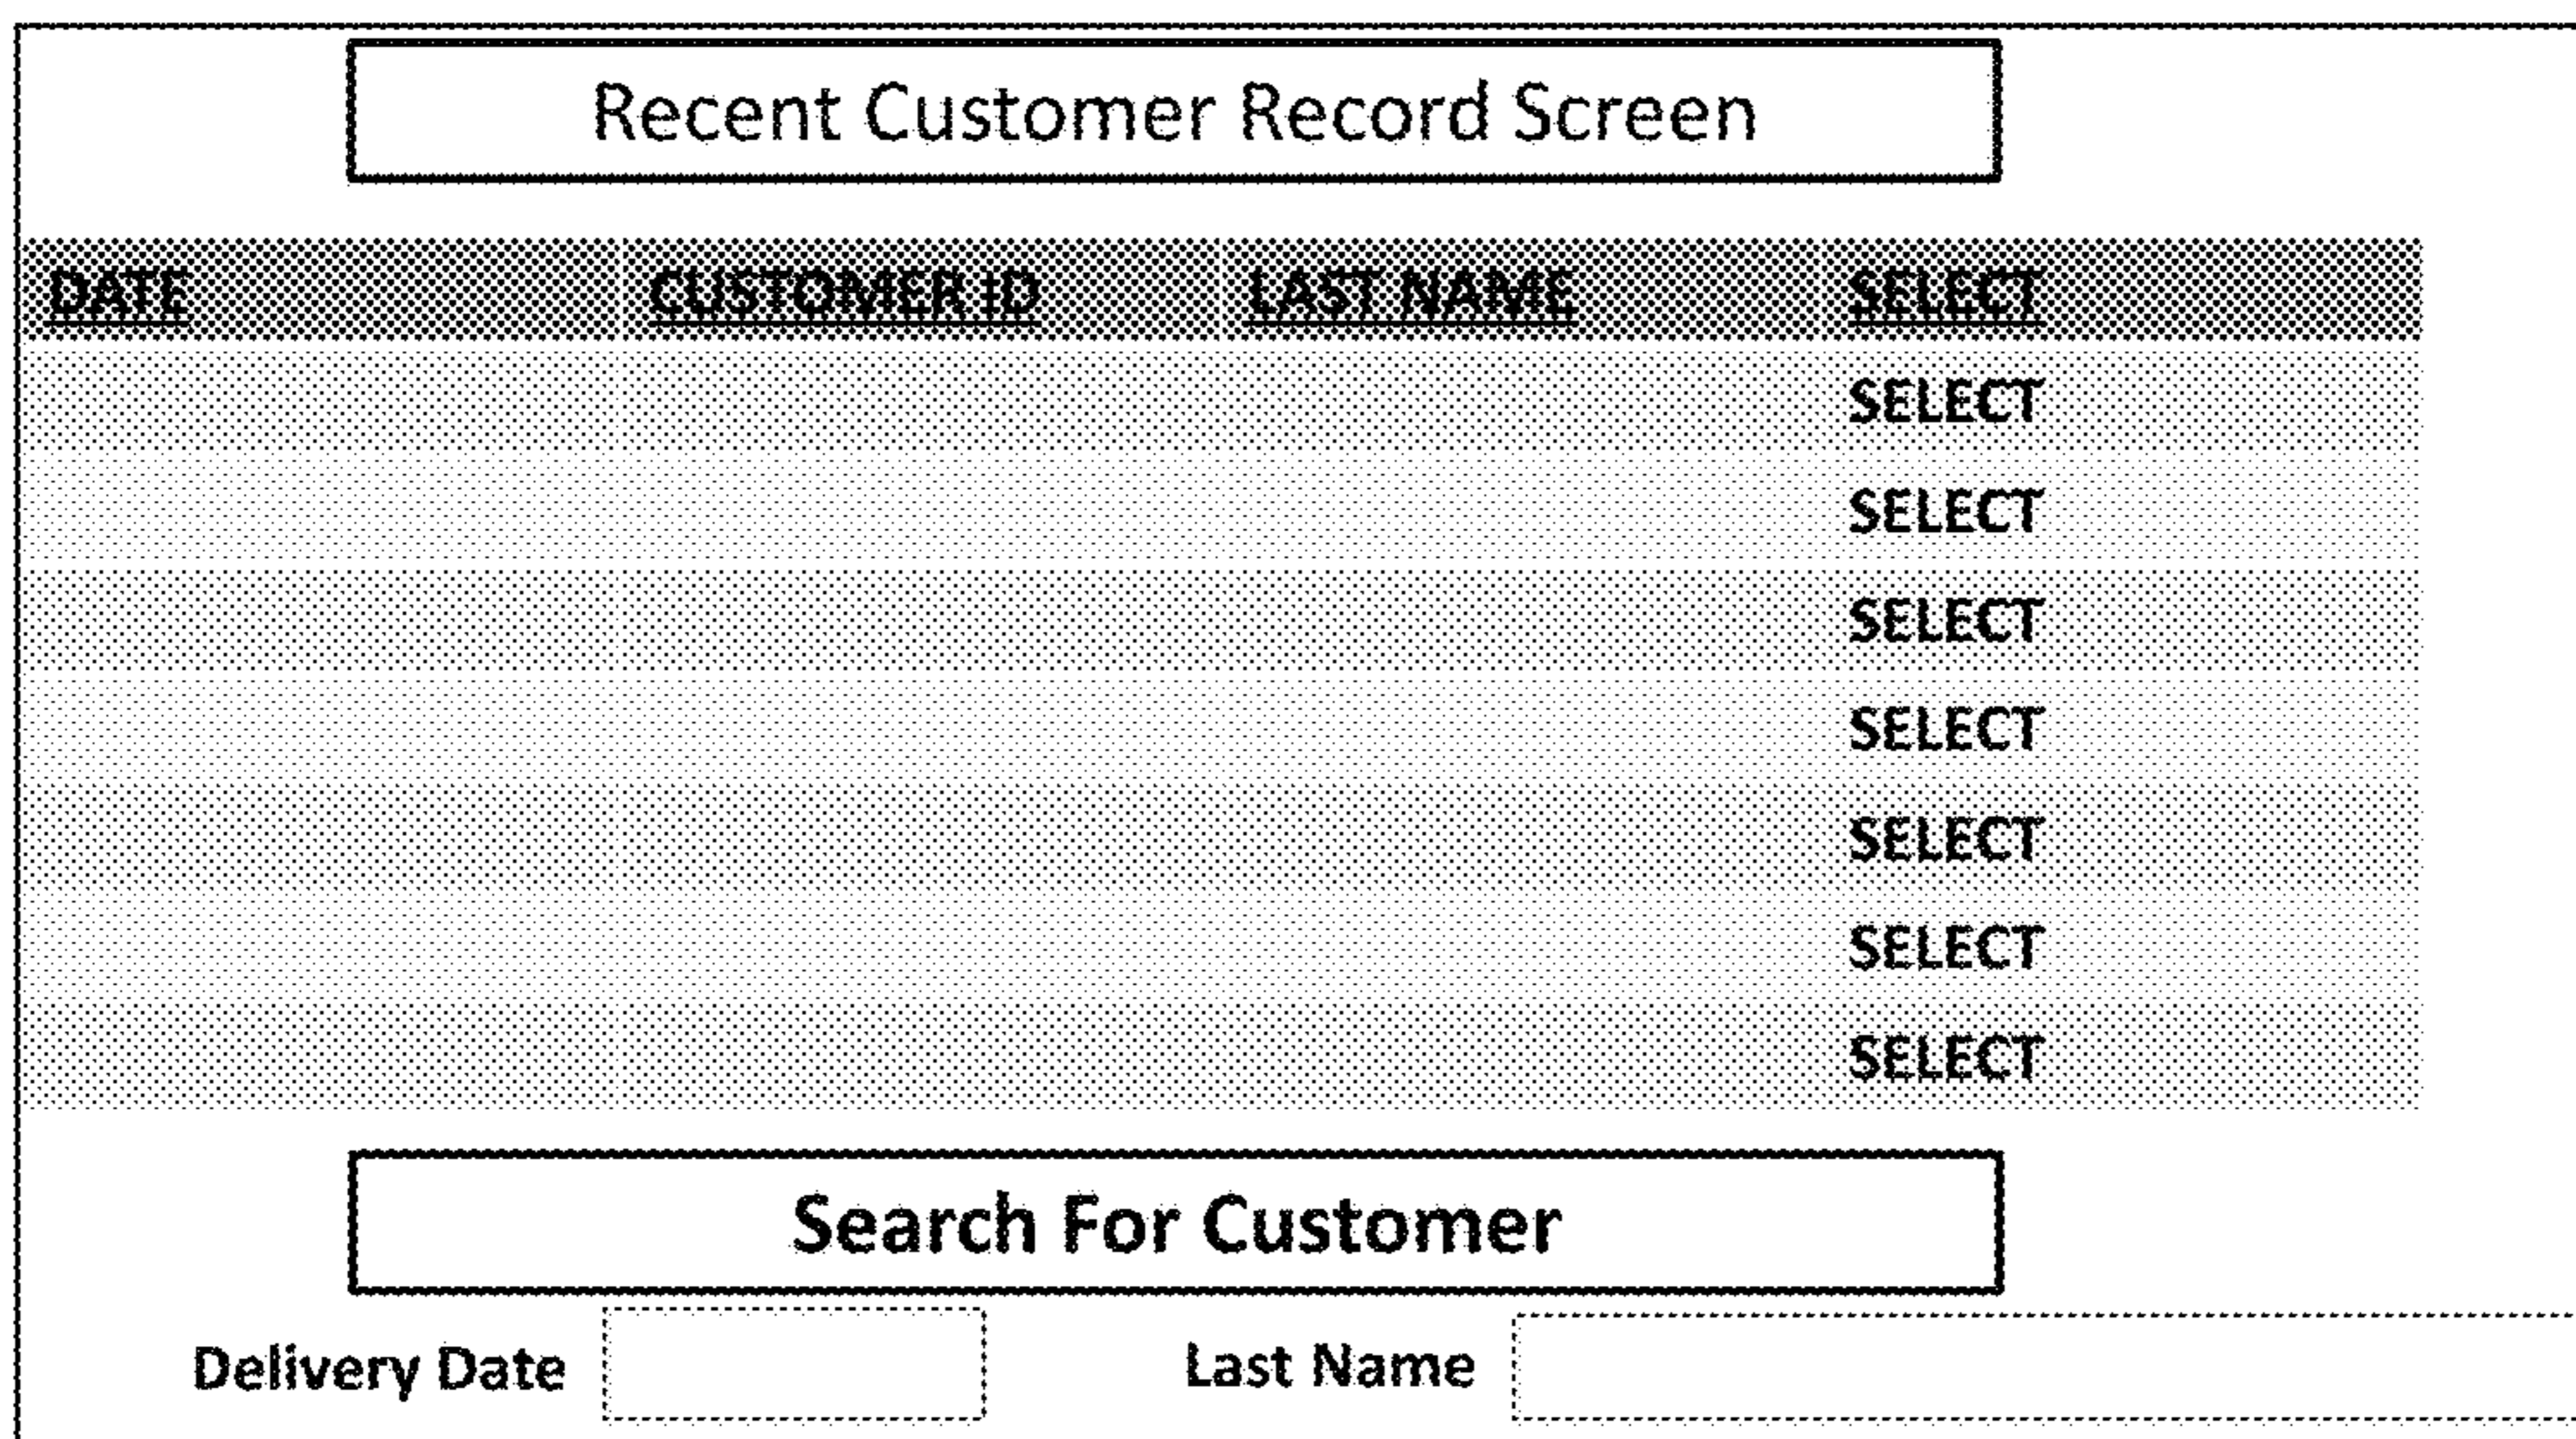 Recent Customer Record Screen
DATE CUSTOMER ID LAST NAME SELECT
SELECT
SELECT
SELECT
SELECT
SELECT
SELECT
SELECT
Search For Customer
Delivery Date Last Name